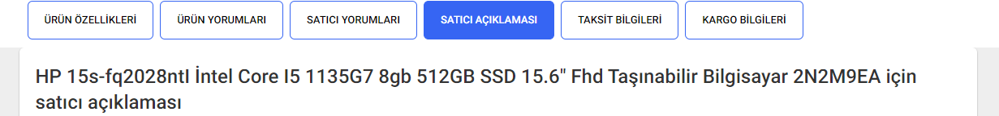 ÜRÜN ÖZELLİKLERİ
ÜRÜN YORUMLARI
SATICI YORUMLARI
SATICI AÇIKLAMASI
TAKSİT BİLGİLERİ
KARGO BİLGİLERİ
HP 15s-fq2028ntI İntel Core I5 1135G7 8gb 512GB SSD 15.6" Fhd Taşınabilir Bilgisayar 2N2M9EA için
satıcı açıklaması